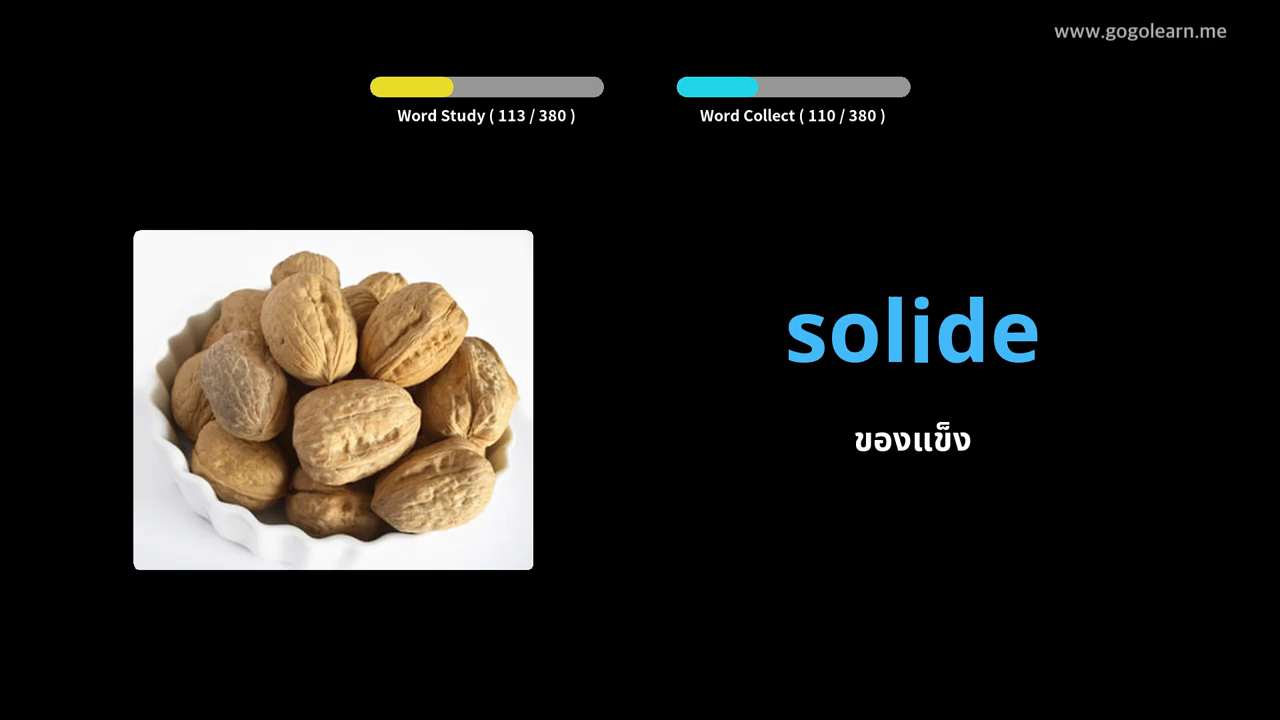 www.gogolearn.me
Word Study ( 113 / 380 )
Word Collect ( 110 / 380 )
solide
ของแข็ง